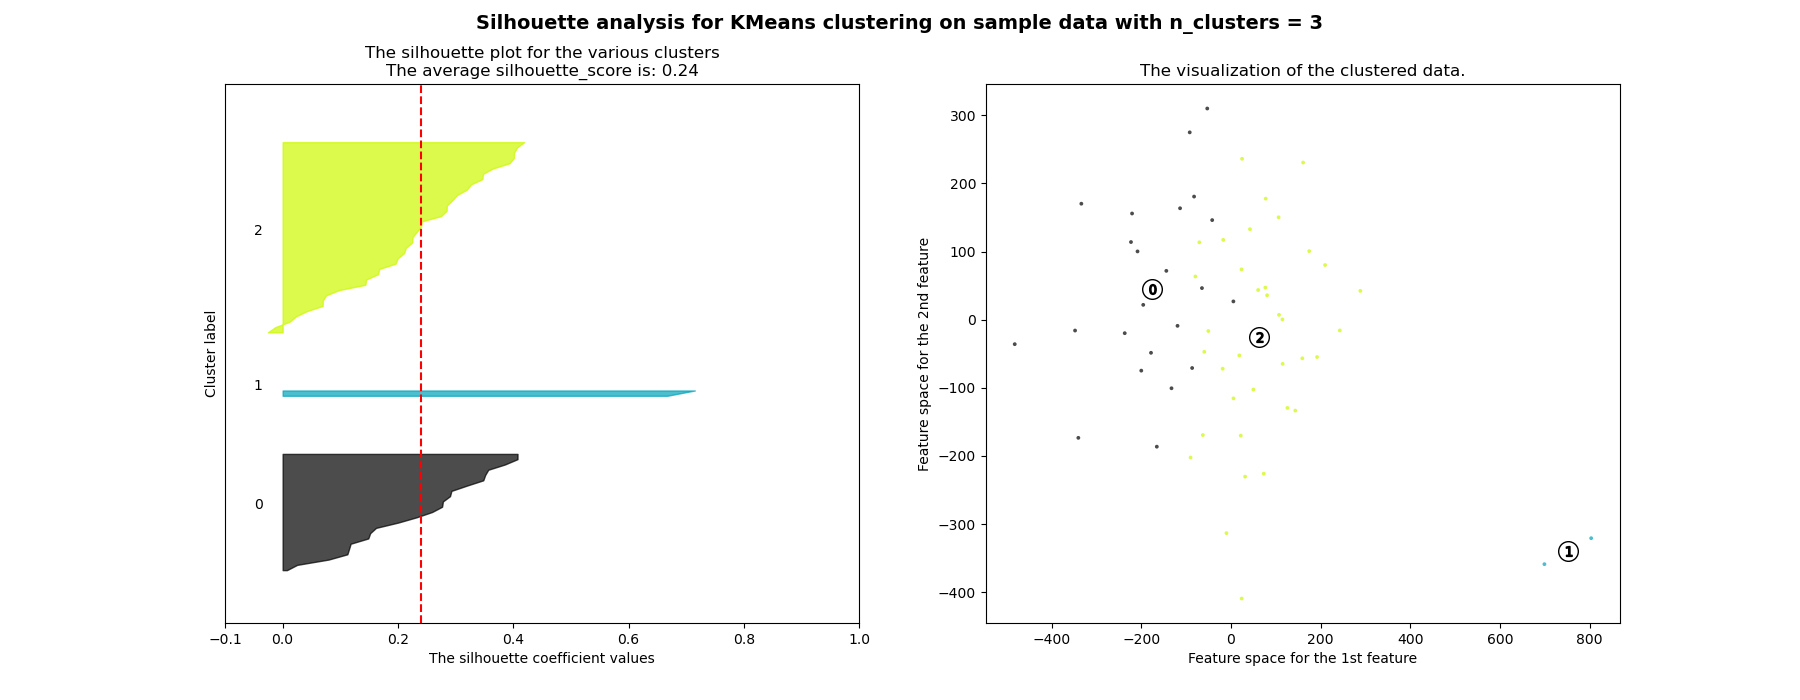 Silhouette analysis for KMeans clustering on sample data with n_clusters = 3
The silhouette plot for the various clusters
The average silhouette_score is: 0.24
Cluster label
2
1
0
−0.1 0.0 0.2 0.4 0.6 0.8 1.0
The silhouette coefficient values
The visualization of the clustered data.
Feature space for the 2nd feature
300
200
100
0
−100
−200
−300
−400
0
2
1
−400 −200 0 200 400 600 800
Feature space for the 1st feature